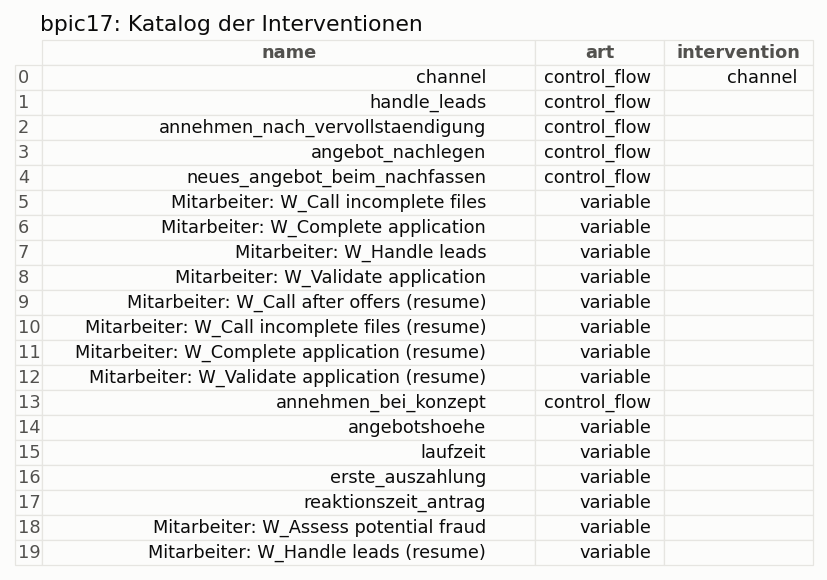 bpic17: Katalog der Interventionen
name art intervention
0 channel control_flow channel
1 handle_leads control_flow
2 annehmen_nach_vervollstaendigung control_flow
3 angebot_nachlegen control_flow
4 neues_angebot_beim_nachfassen control_flow
5 Mitarbeiter: W_Call incomplete files variable
6 Mitarbeiter: W_Complete application variable
7 Mitarbeiter: W_Handle leads variable
8 Mitarbeiter: W_Validate application variable
9 Mitarbeiter: W_Call after offers (resume) variable
10 Mitarbeiter: W_Call incomplete files (resume) variable
11 Mitarbeiter: W_Complete application (resume) variable
12 Mitarbeiter: W_Validate application (resume) variable
13 annehmen_bei_konzept control_flow
14 angebotshoehe variable
15 laufzeit variable
16 erste_auszahlung variable
17 reaktionszeit_antrag variable
18 Mitarbeiter: W_Assess potential fraud variable
19 Mitarbeiter: W_Handle leads (resume) variable